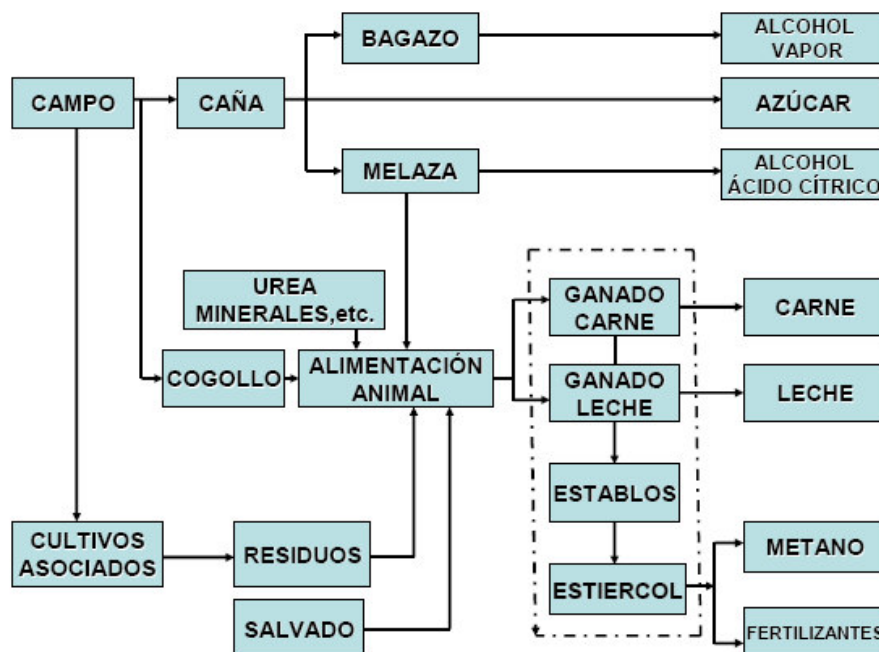 BAGAZO
ALCOHOL
VAPOR
CAMPO
CAÑA
AZÚCAR
MELAZA
ALCOHOL
ÁCIDO CÍTRICO
UREA
MINERALES,etc.
GANADO
CARNE
CARNE
COGOLLO
ALIMENTACIÓN
ANIMAL
GANADO
LECHE
LECHE
ESTABLOS
CULTIVOS
ASOCIADOS
RESIDUOS
METANO
ESTIERCOL
SALVADO
FERTILIZANTES